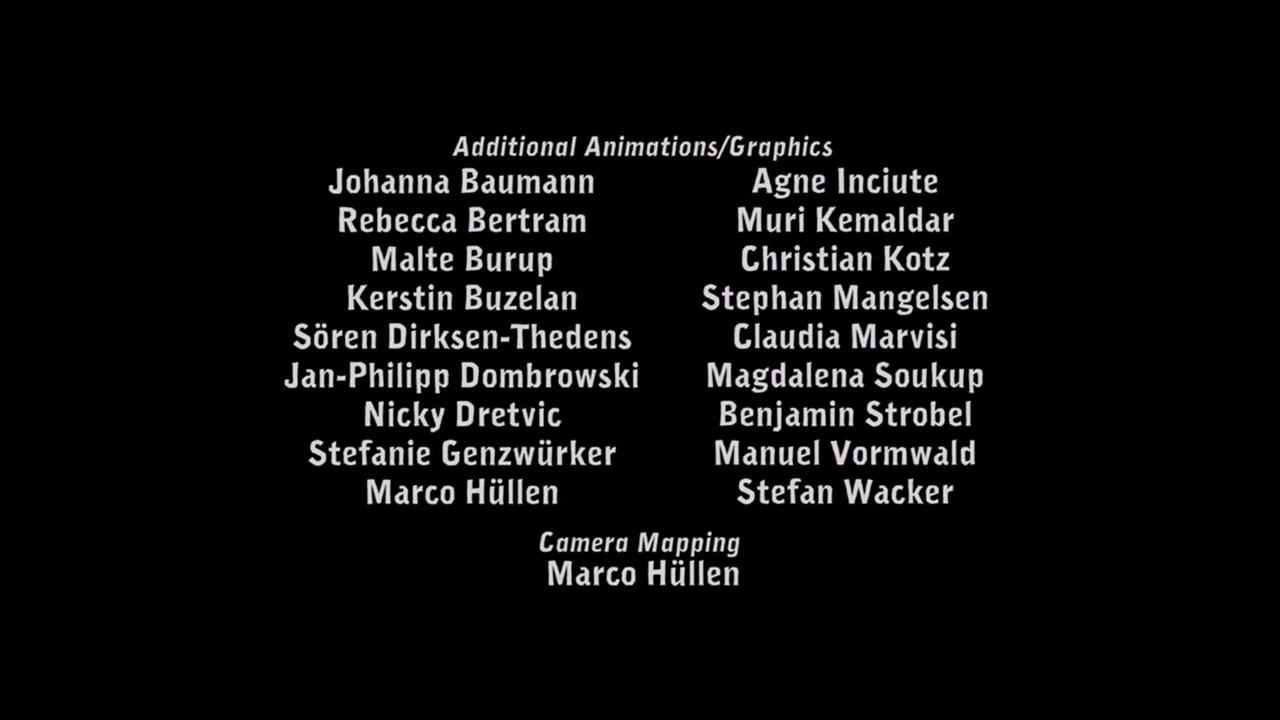 Additional Animations/Graphics
Johanna Baumann
Rebecca Bertram
Malte Burup
Kerstin Buzelan
Sören Dirksen-Thedens
Jan-Philipp Dombrowski
Nicky Dretvic
Stefanie Genzwürker
Marco Hüllen
Agne Inciute
Muri Kemaldar
Christian Kotz
Stephan Mangelsen
Claudia Marvisi
Magdalena Soukup
Benjamin Strobel
Manuel Vormwald
Stefan Wacker
Camera Mapping
Marco Hüllen